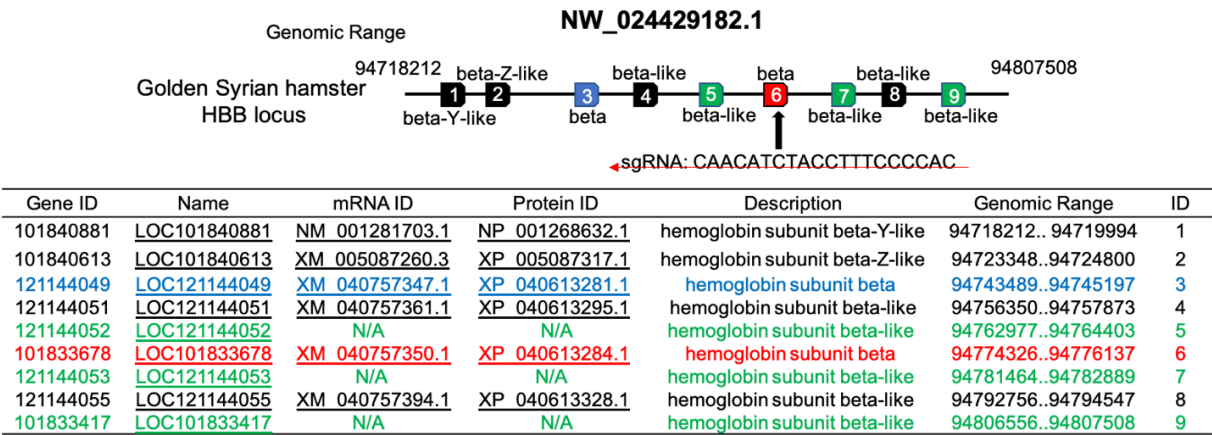 NW_024429182.1
Genomic Range
94718212 beta-Z-like beta-like beta beta-like 94807508
Golden Syrian hamster
HBB locus
1 2 3 4 5 6 7 8 9
beta-Y-like beta beta-like beta-like beta-like
sgRNA: CAACATCTACCTTTCCCCAC
Gene ID Name mRNA ID Protein ID Description Genomic Range ID
101840881 LOC101840881 NM_001281703.1 NP_001268632.1 hemoglobin subunit beta-Y-like 94718212.. 94719994 1
101840613 LOC101840613 XM_005087260.3 XP_005087317.1 hemoglobin subunit beta-Z-like 94723348..94724800 2
121144049 LOC121144049 XM_040757347.1 XP_040613281.1 hemoglobin subunit beta 94743489..94745197 3
121144051 LOC121144051 XM_040757361.1 XP_040613295.1 hemoglobin subunit beta-like 94756350..94757873 4
121144052 LOC121144052 N/A N/A hemoglobin subunit beta-like 94762977..94764403 5
101833678 LOC101833678 XM_040757350.1 XP_040613284.1 hemoglobin subunit beta 94774326..94776137 6
121144053 LOC121144053 N/A N/A hemoglobin subunit beta-like 94781464..94782889 7
121144055 LOC121144055 XM_040757394.1 XP_040613328.1 hemoglobin subunit beta-like 94792756..94794547 8
101833417 LOC101833417 N/A N/A hemoglobin subunit beta-like 94806556..94807508 9